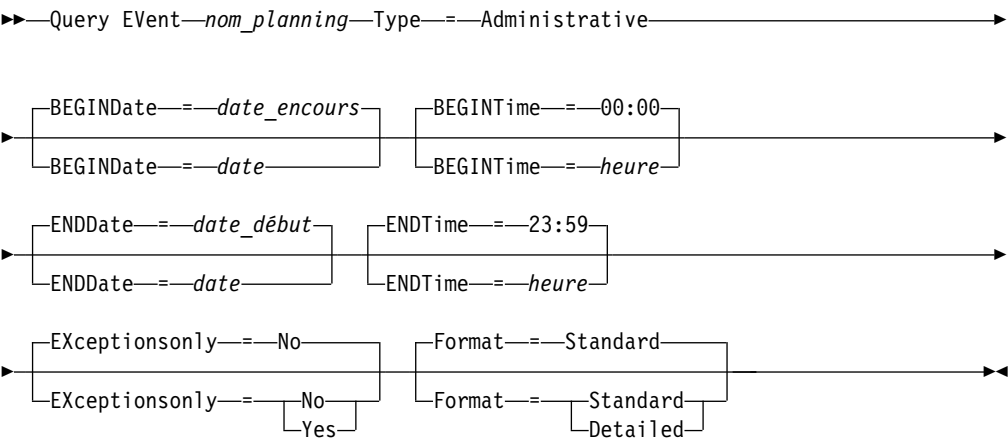 Query EVent nom_planning Type = Administrative
BEGINDate = date_encours BEGINTime = 00:00
BEGINDate = date BEGINTime = heure
ENDDate = date_début ENDTime = 23:59
ENDDate = date ENDTime = heure
EXceptionsonly = No Format = Standard
EXceptionsonly = No Format = Standard
Yes Detailed